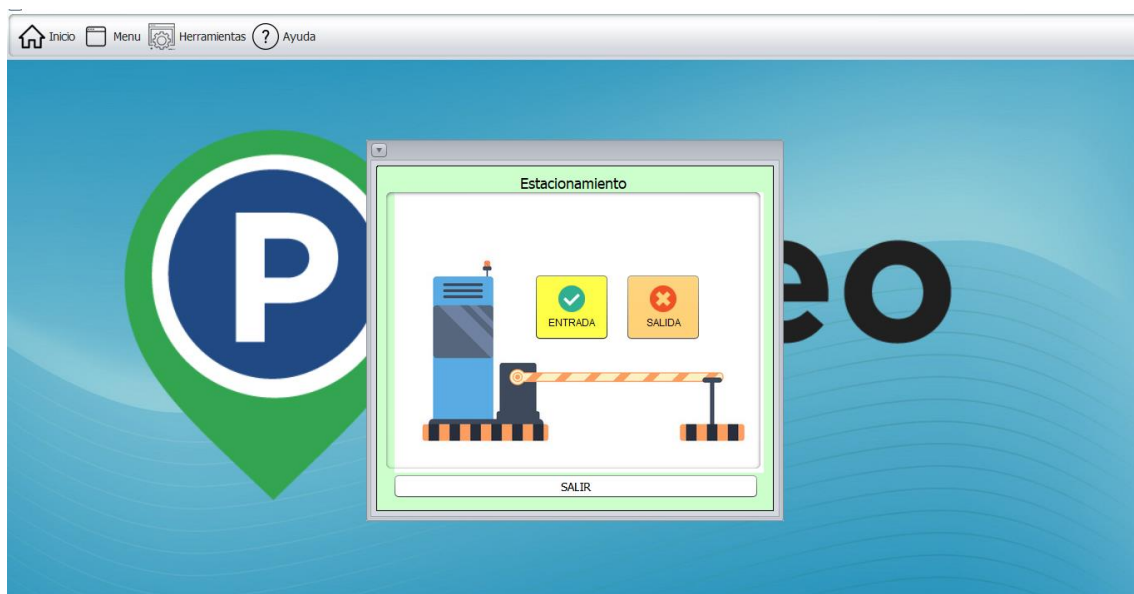 Inicio Menu Herramientas ? Ayuda
Estacionamiento
P
eo
ENTRADA SALIDA
SALIR